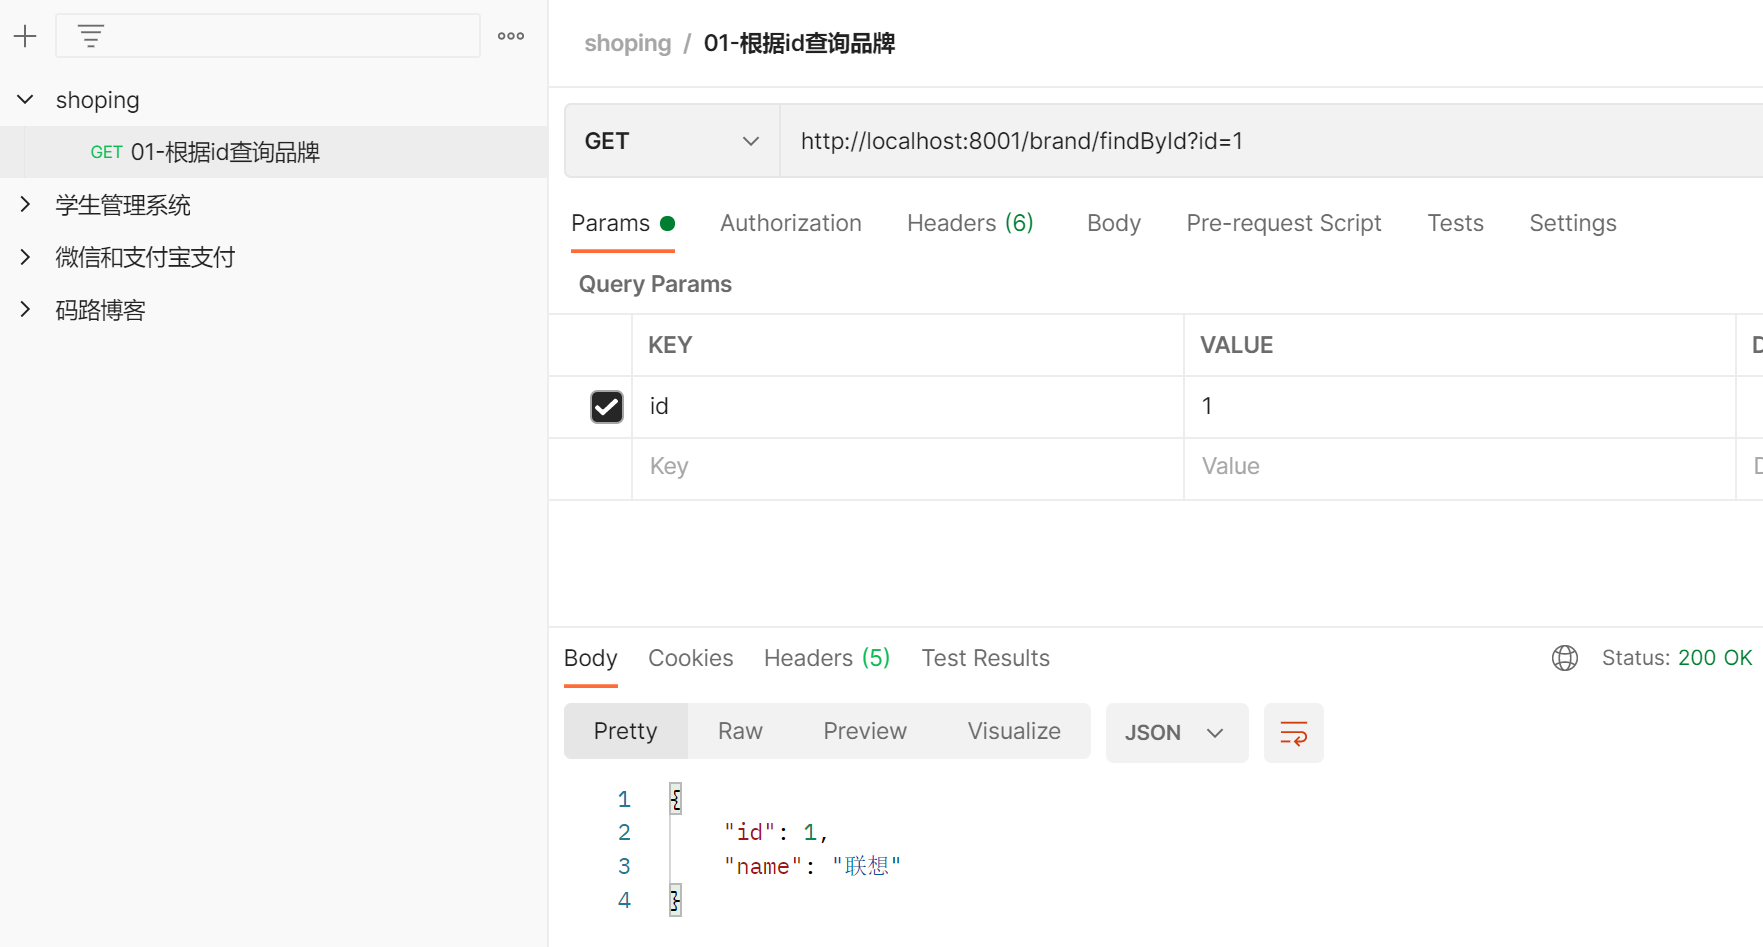 shoping
GET 01-根据id查询品牌
学生管理系统
微信和支付宝支付
码路博客
shoping / 01-根据id查询品牌
GET http://localhost:8001/brand/findById?id=1
Params Authorization Headers (6) Body Pre-request Script Tests Settings
Query Params
KEY VALUE D
id 1
Key Value D
Body Cookies Headers (5) Test Results Status: 200 OK
Pretty Raw Preview Visualize JSON
1 {
2 "id": 1,
3 "name": "联想"
4 }